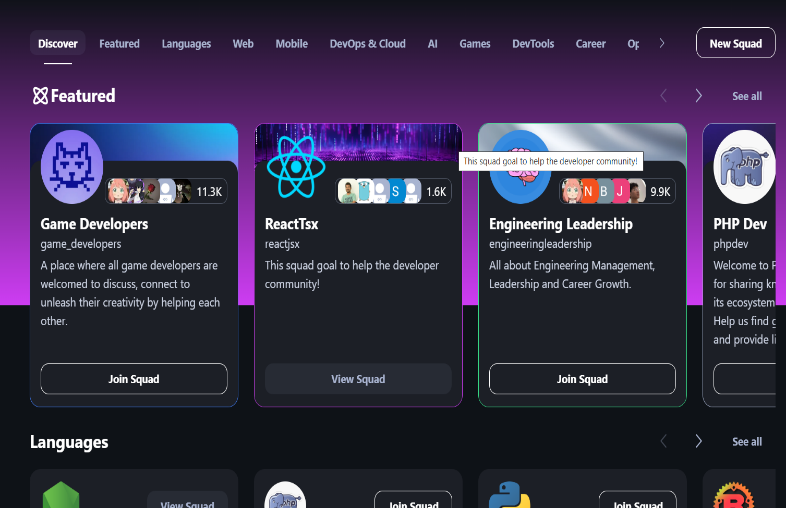 Discover Featured Languages Web Mobile DevOps & Cloud AI Games DevTools Career New Squad
Featured See all
This squad goal to help the developer community!
11.3K 1.6K N B J 9.9K php
S
Game Developers
game_developers
A place where all game developers are
welcomed to discuss, connect to
unleash their creativity by helping each
other.
Join Squad
ReactTsx
reactjsx
This squad goal to help the developer
community!
View Squad
Engineering Leadership
engineeringleadership
All about Engineering Management,
Leadership and Career Growth.
Join Squad
PHP Dev
phpdev
Welcome to
for sharing
its ecosystem
Help us find
and provide
Languages See all
View Squad php Join Squad Join Squad R